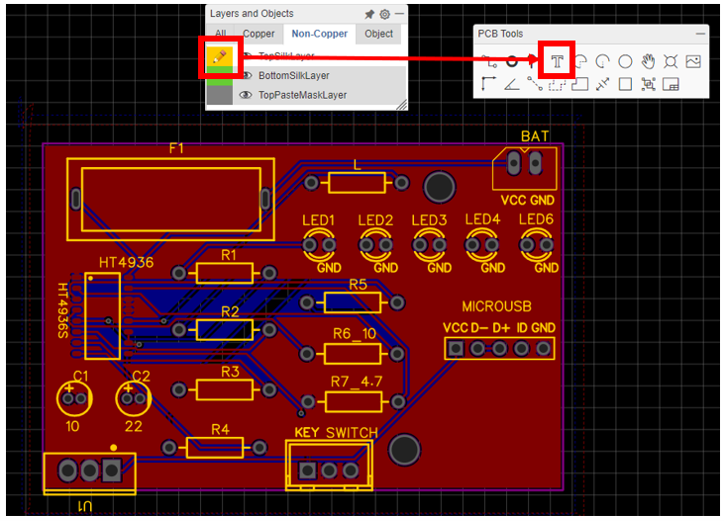 Layers and Objects
All Copper Non-Copper Object
TopSilkLayer
BottomSilkLayer
TopPasteMaskLayer
PCB Tools
BAT
VCC GND
F1
L
LED1 LED2 LED3 LED4 LED6
GND GND GND GND GND
HT4936
HT4936S
R1
R5
R2
MICROUSB
VCC D- D+ ID GND
R6_10
R3
R7_4.7
C1 C2
10 22
R4
KEY SWITCH
U1